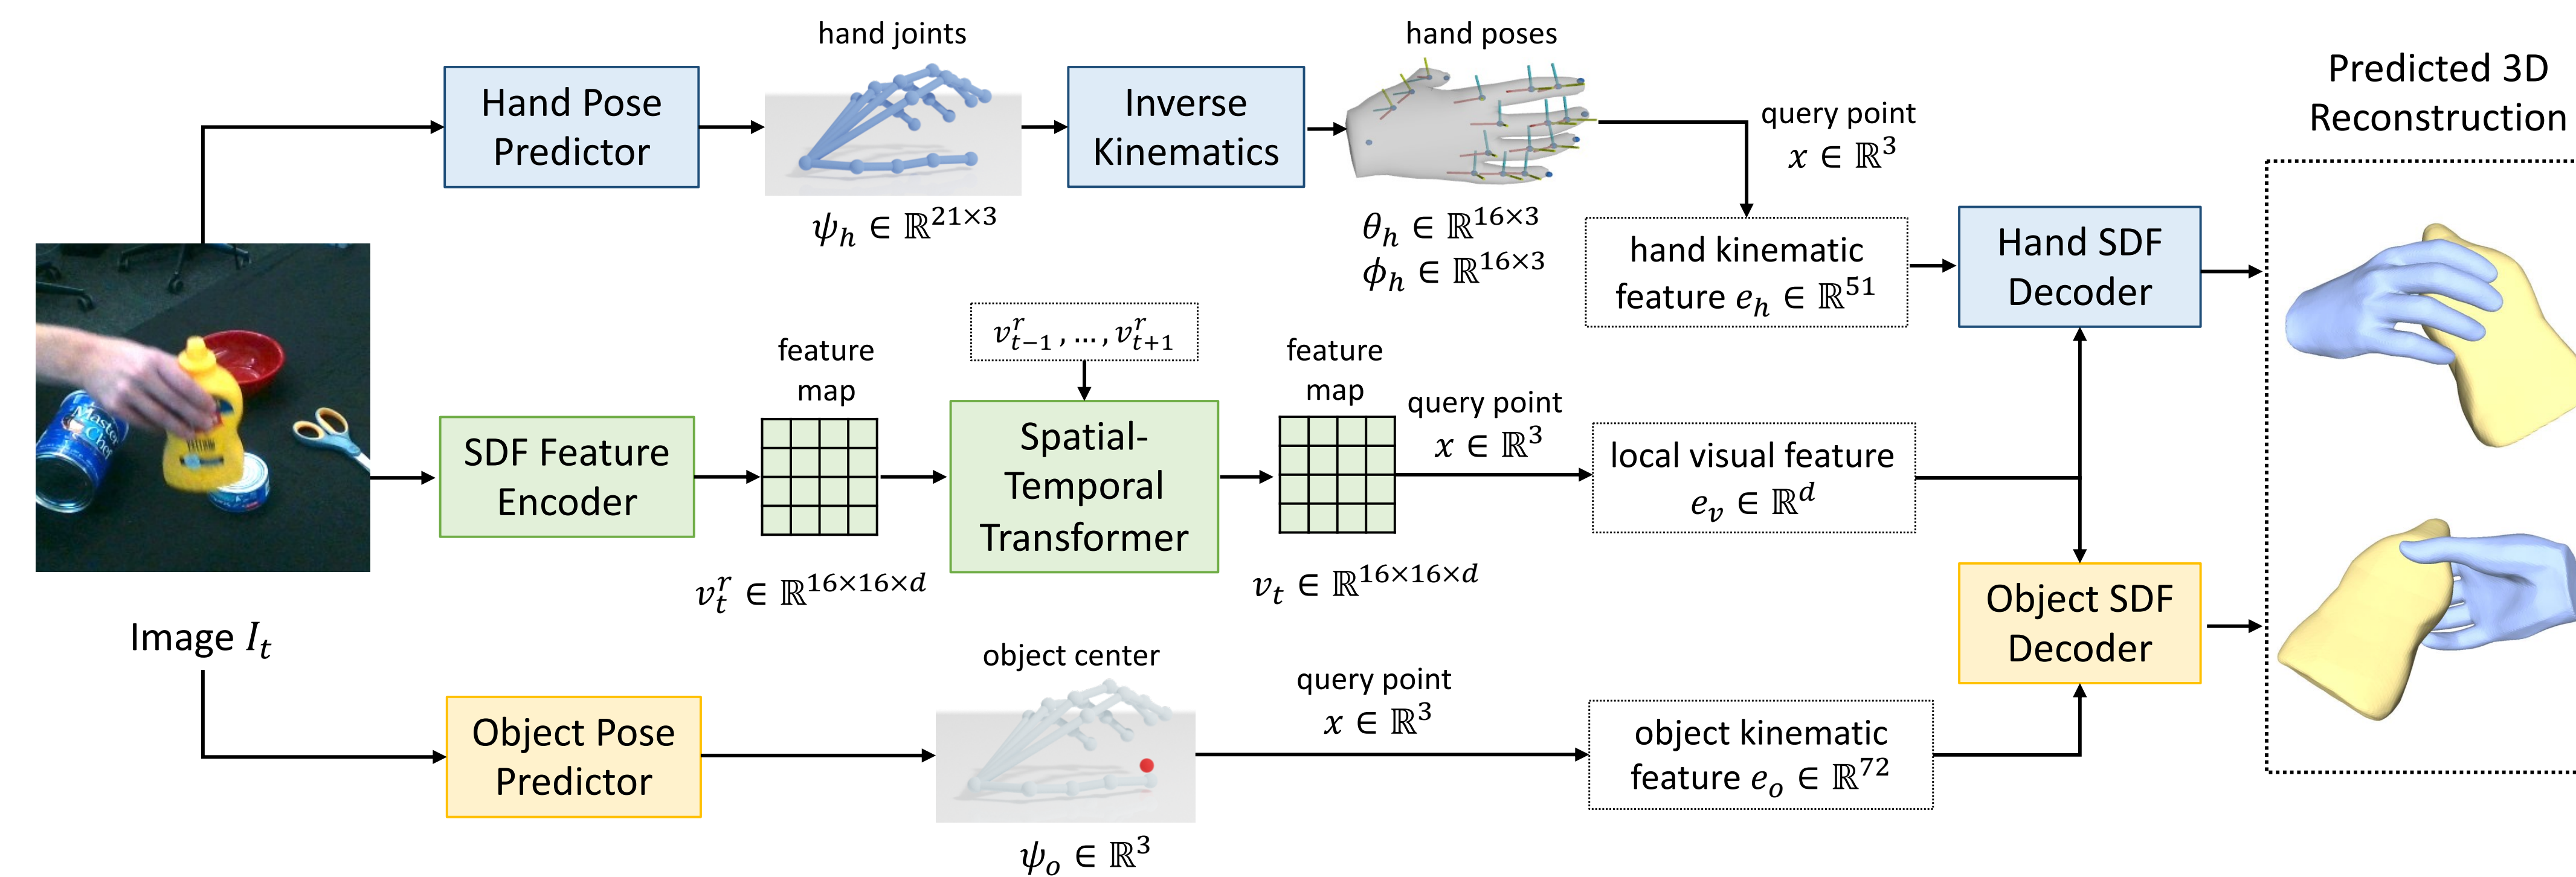 hand joints
hand poses
Hand Pose
Predictor
Inverse
Kinematics
query point
x ∈ ℝ³
Predicted 3D
Reconstruction
ψ_h ∈ ℝ^{21×3}
θ_h ∈ ℝ^{16×3}
ϕ_h ∈ ℝ^{16×3}
hand kinematic
feature e_h ∈ ℝ^{51}
Hand SDF
Decoder
Master
Chef
SDF Feature
Encoder
feature
map
v^r_t ∈ ℝ^{16×16×d}
v^r_{t−1}, …, v^r_{t+1}
Spatial-
Temporal
Transformer
feature
map
v_t ∈ ℝ^{16×16×d}
query point
x ∈ ℝ³
local visual feature
e_v ∈ ℝ^d
Object SDF
Decoder
Image I_t
Object Pose
Predictor
object center
ψ_o ∈ ℝ³
query point
x ∈ ℝ³
object kinematic
feature e_o ∈ ℝ^{72}